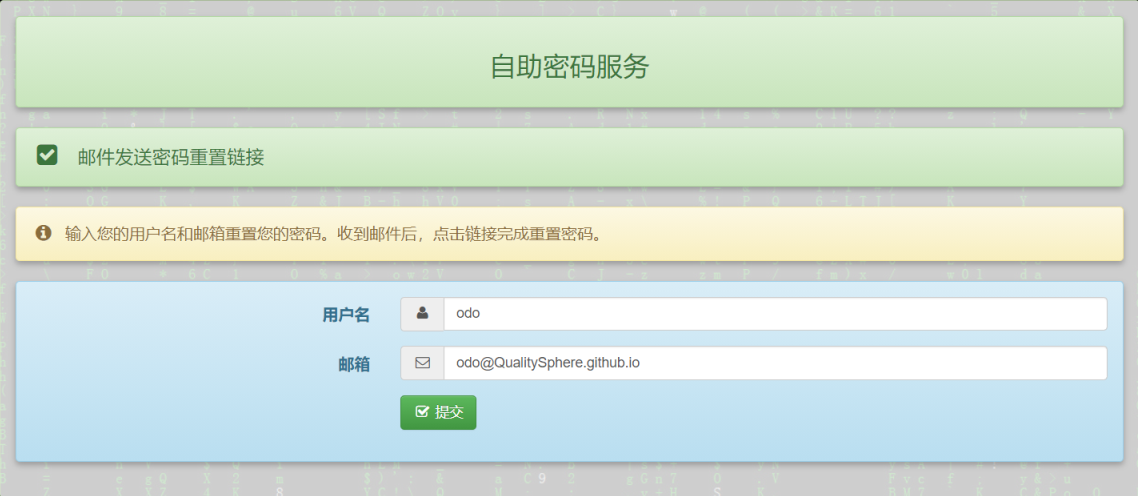 自助密码服务
邮件发送密码重置链接
输入您的用户名和邮箱重置您的密码。收到邮件后，点击链接完成重置密码。
用户名 odo
邮箱 odo@QualitySphere.github.io
提交